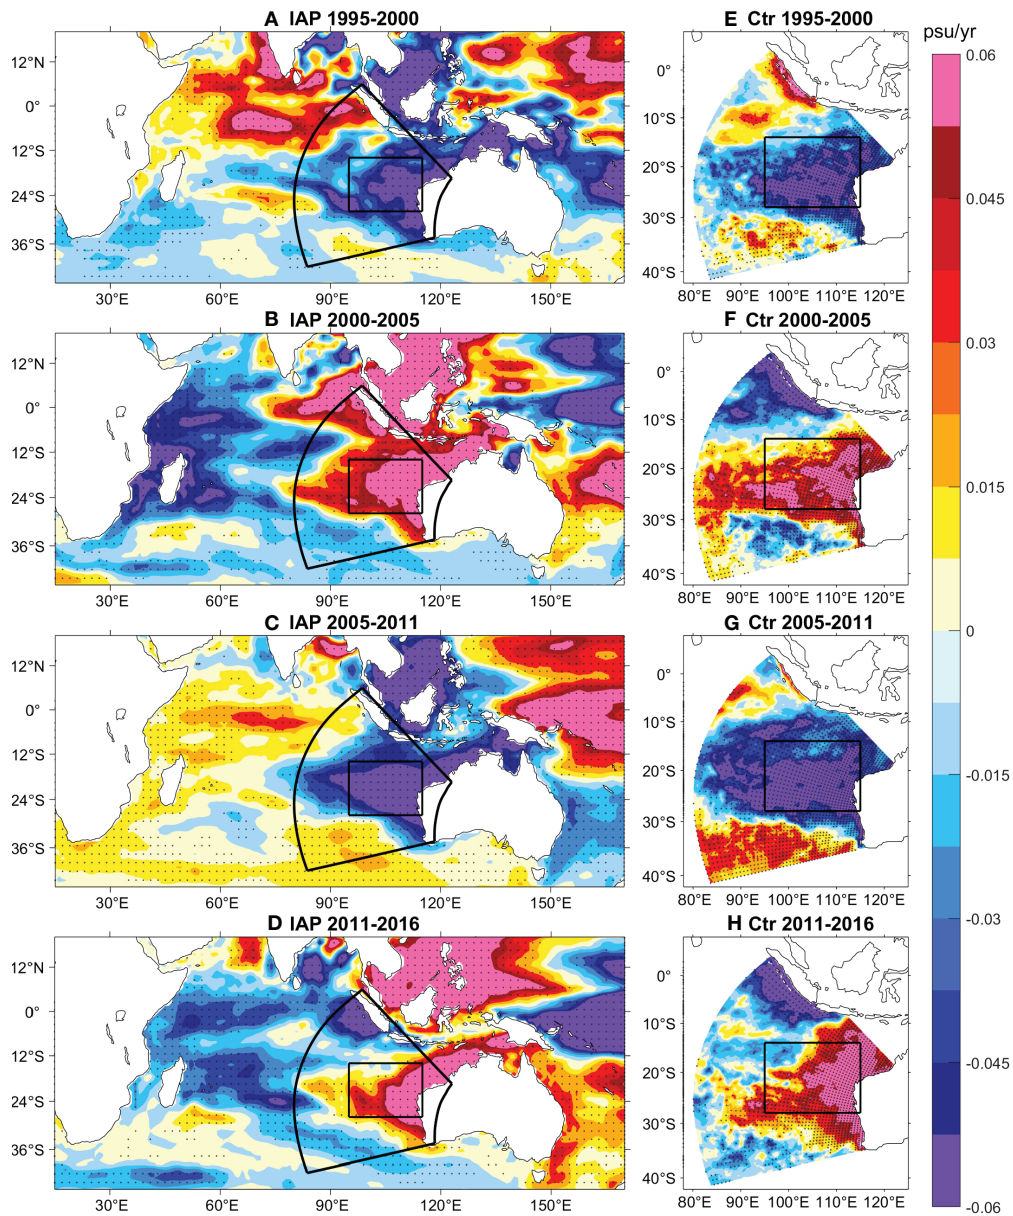 A IAP 1995-2000
E Ctr 1995-2000
psu/yr
12°N
0°
12°S
24°S
36°S
30°E 60°E 90°E 120°E 150°E
0°
10°S
20°S
30°S
40°S
80°E 90°E 100°E 110°E 120°E
B IAP 2000-2005
F Ctr 2000-2005
12°N
0°
12°S
24°S
36°S
30°E 60°E 90°E 120°E 150°E
0°
10°S
20°S
30°S
40°S
80°E 90°E 100°E 110°E 120°E
C IAP 2005-2011
G Ctr 2005-2011
12°N
0°
12°S
24°S
36°S
30°E 60°E 90°E 120°E 150°E
0°
10°S
20°S
30°S
40°S
80°E 90°E 100°E 110°E 120°E
D IAP 2011-2016
H Ctr 2011-2016
12°N
0°
12°S
24°S
36°S
30°E 60°E 90°E 120°E 150°E
0°
10°S
20°S
30°S
40°S
80°E 90°E 100°E 110°E 120°E
0.06
0.045
0.03
0.015
0
-0.015
-0.03
-0.045
-0.06